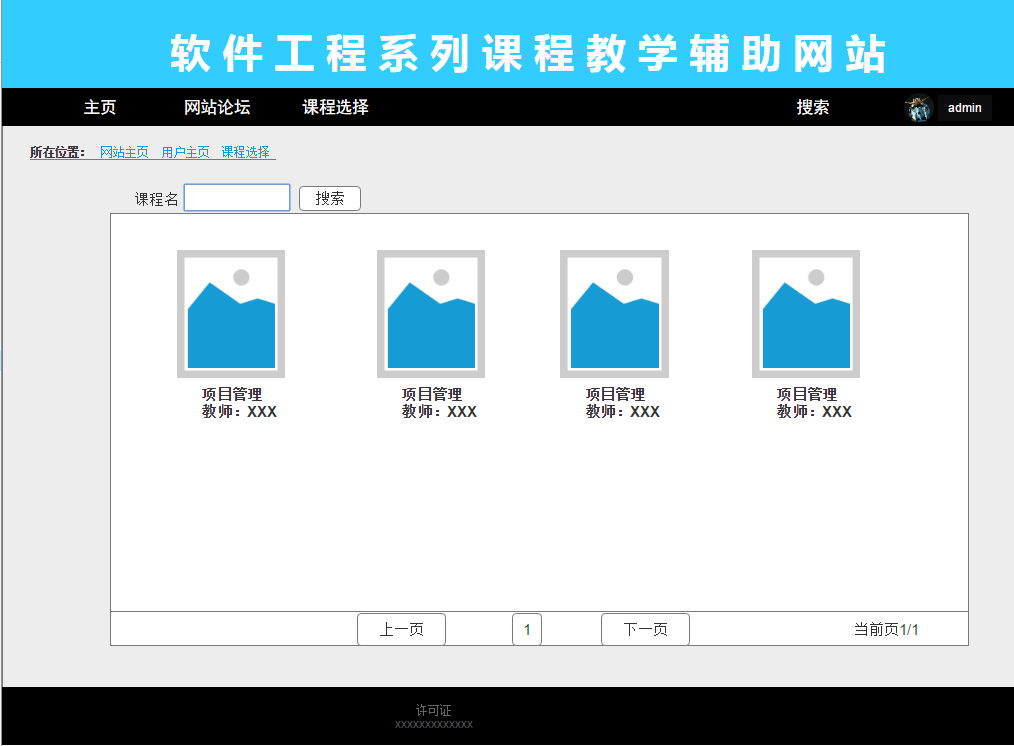 软件工程系列课程教学辅助网站
主页 网站论坛 课程选择 搜索 admin
所在位置： 网站主页 用户主页 课程选择
课程名 搜索
项目管理 项目管理 项目管理 项目管理
教师：XXX 教师：XXX 教师：XXX 教师：XXX
上一页 1 下一页 当前页1/1
许可证
XXXXXXXXXXXXX